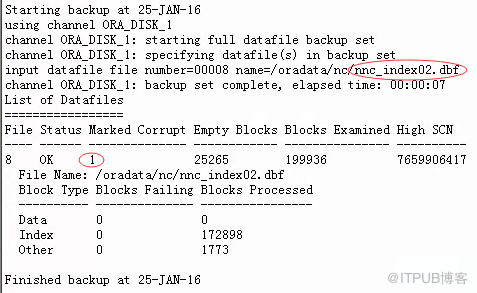 Starting backup at 25-JAN-16
using channel ORA_DISK_1
channel ORA_DISK_1: starting full datafile backup set
channel ORA_DISK_1: specifying datafile(s) in backup set
input datafile file number=00008 name=/oradata/nc/nnc_index02.dbf
channel ORA_DISK_1: backup set complete, elapsed time: 00:00:07
List of Datafiles
=================
File Status Marked Corrupt Empty Blocks Blocks Examined High SCN
---- ------ -------------- ------------ --------------- ----------
8 OK 1 25265 199936 7659906417
File Name: /oradata/nc/nnc_index02.dbf
Block Type Blocks Failing Blocks Processed
---------- -------------- ----------------
Data 0 0
Index 0 172898
Other 0 1773
Finished backup at 25-JAN-16
@ITPUB博客